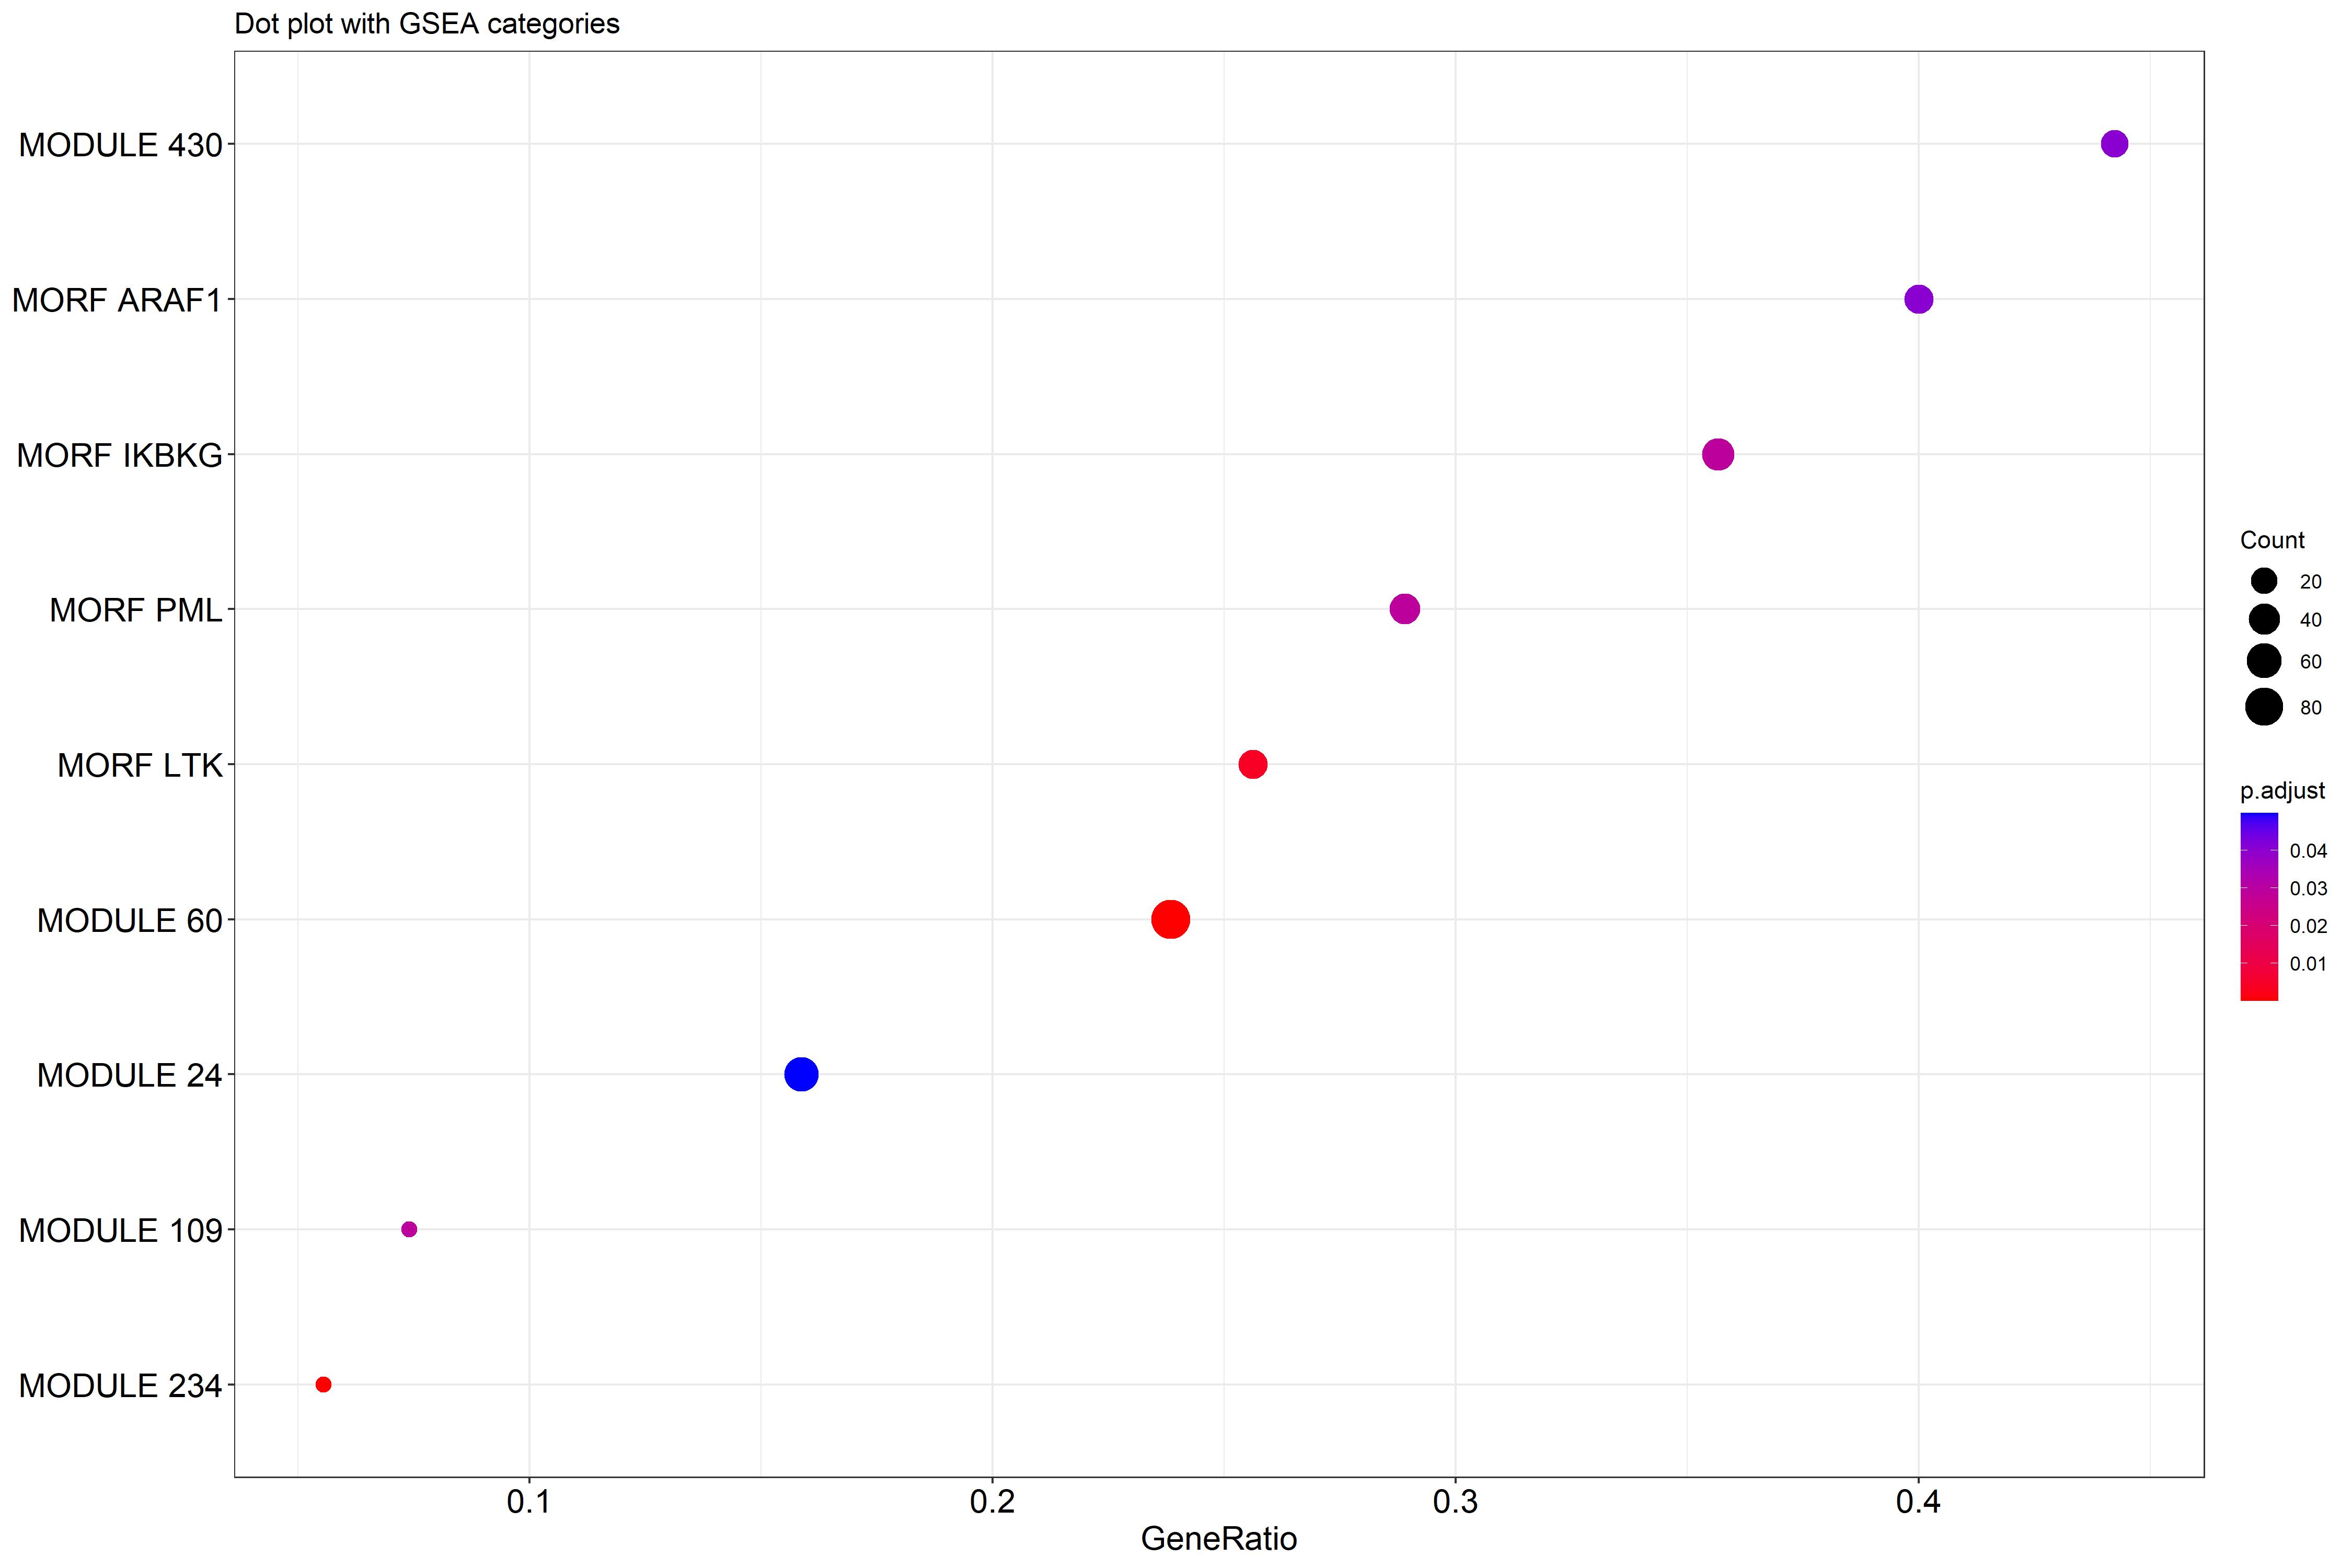 Dot plot with GSEA categories
MODULE 430
MORF ARAF1
MORF IKBKG
MORF PML
MORF LTK
MODULE 60
MODULE 24
MODULE 109
MODULE 234
0.1 0.2 0.3 0.4
GeneRatio
Count
20
40
60
80
p.adjust
0.04
0.03
0.02
0.01